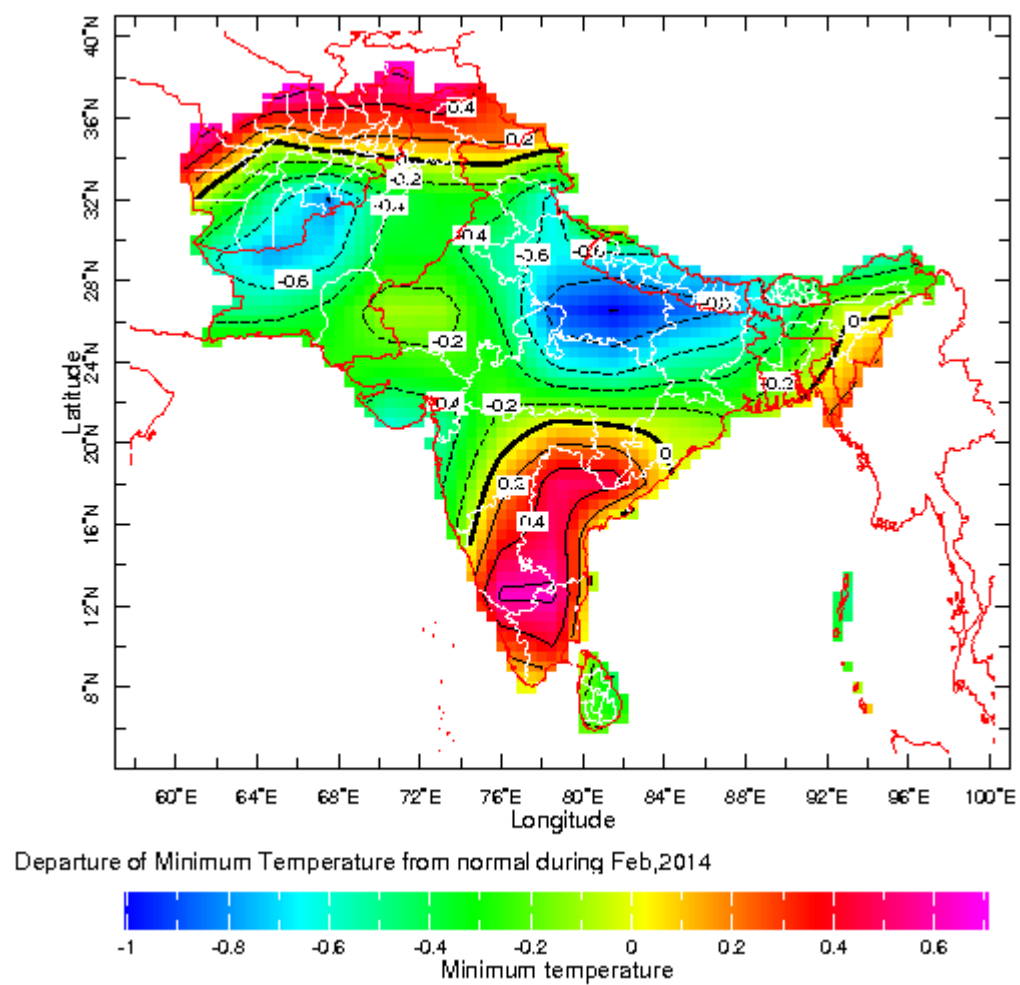 40°N
36°N
32°N
28°N
24°N
20°N
16°N
12°N
8°N
Latitude
0.4
0.2
-0.2
-0.4
-0.4
-0.6
-0.6
-0.6
-0.2
0
-0.2
0.4
-0.2
0
0.2
0.4
60°E 64°E 68°E 72°E 76°E 80°E 84°E 88°E 92°E 96°E 100°E
Longitude
Departure of Minimum Temperature from normal during Feb,2014
-1 -0.8 -0.6 -0.4 -0.2 0 0.2 0.4 0.6
Minimum temperature